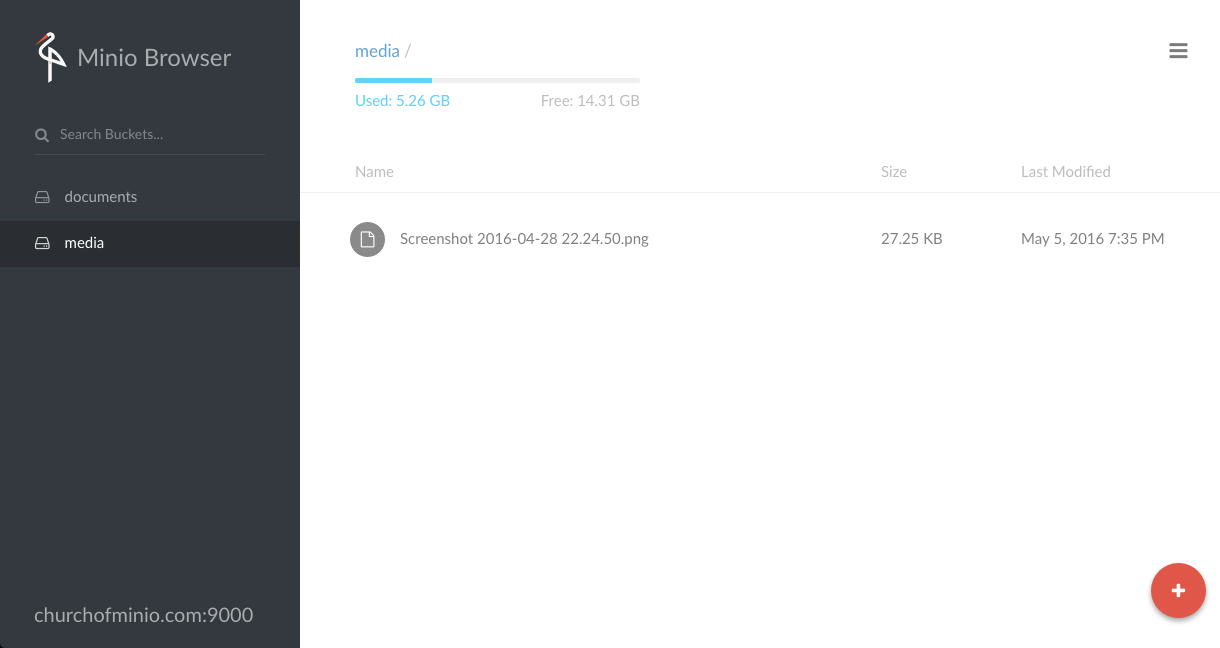 Minio Browser
Search Buckets...
documents
media
churchofminio.com:9000
media /
Used: 5.26 GB Free: 14.31 GB
Name Size Last Modified
Screenshot 2016-04-28 22.24.50.png 27.25 KB May 5, 2016 7:35 PM